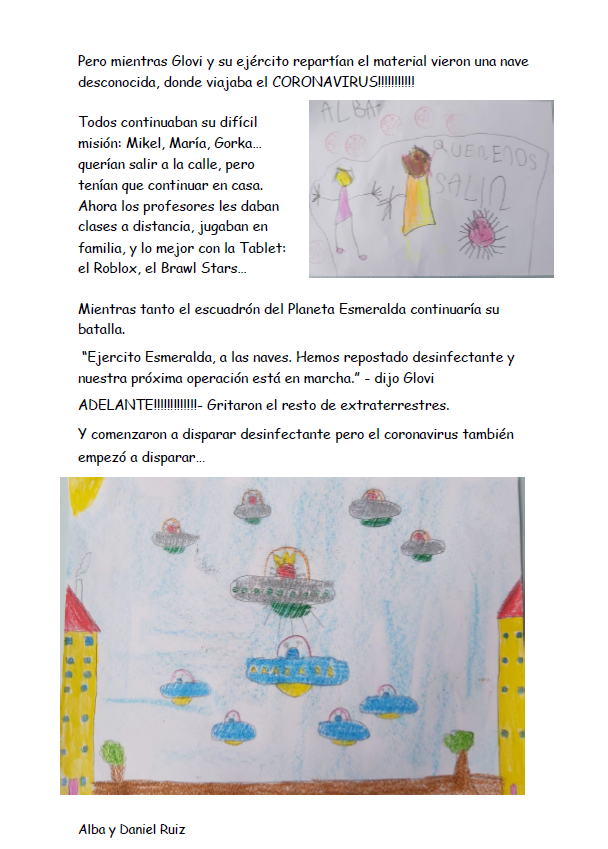 Pero mientras Glovi y su ejército repartían el material vieron una nave
desconocida, donde viajaba el CORONAVIRUS!!!!!!!!!!!
Todos continuaban su difícil
misión: Mikel, María, Gorka…
querían salir a la calle, pero
tenían que continuar en casa.
Ahora los profesores les daban
clases a distancia, jugaban en
familia, y lo mejor con la Tablet:
el Roblox, el Brawl Stars…
ALBA
QUEREMOS
SALIR
Mientras tanto el escuadrón del Planeta Esmeralda continuaría su
batalla.
“Ejercito Esmeralda, a las naves. Hemos repostado desinfectante y
nuestra próxima operación está en marcha.” - dijo Glovi
ADELANTE!!!!!!!!!!!!!- Gritaron el resto de extraterrestres.
Y comenzaron a disparar desinfectante pero el coronavirus también
empezó a disparar…
Alba y Daniel Ruiz